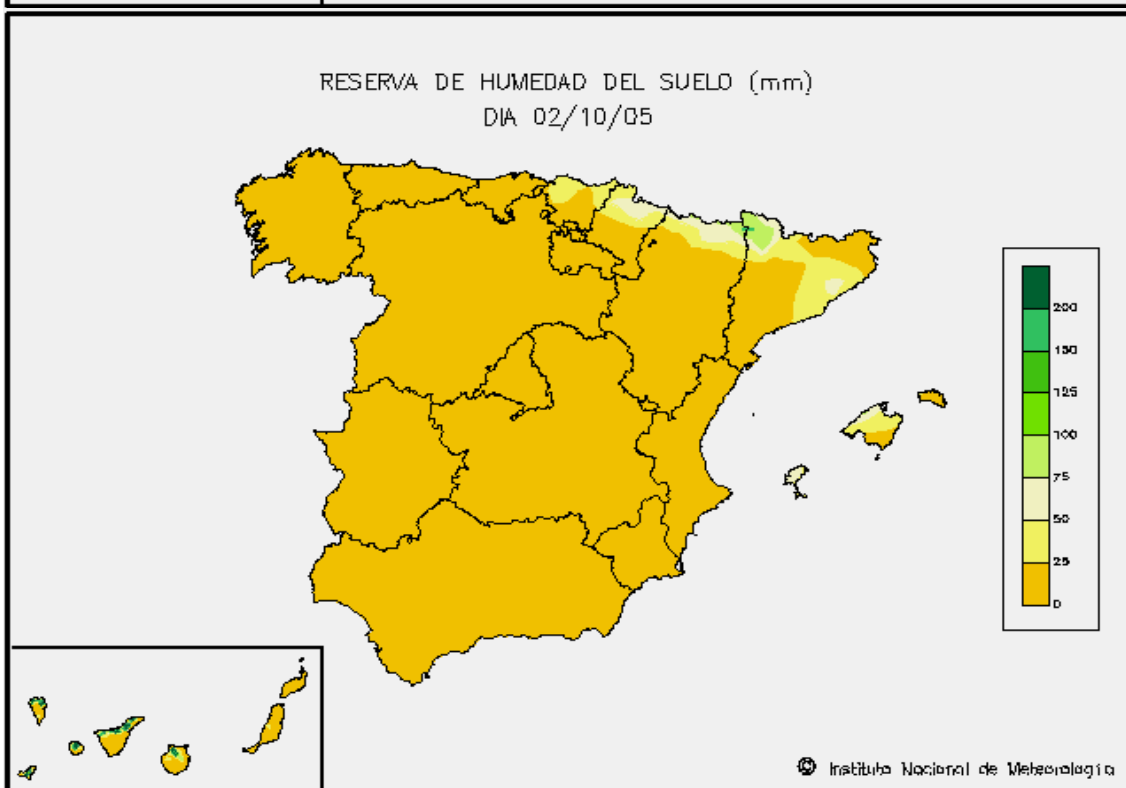 RESERVA DE HUMEDAD DEL SUELO (mm)
DIA 02/10/05
200
150
125
100
75
50
25
0
© Instituto Nacional de Meteorología